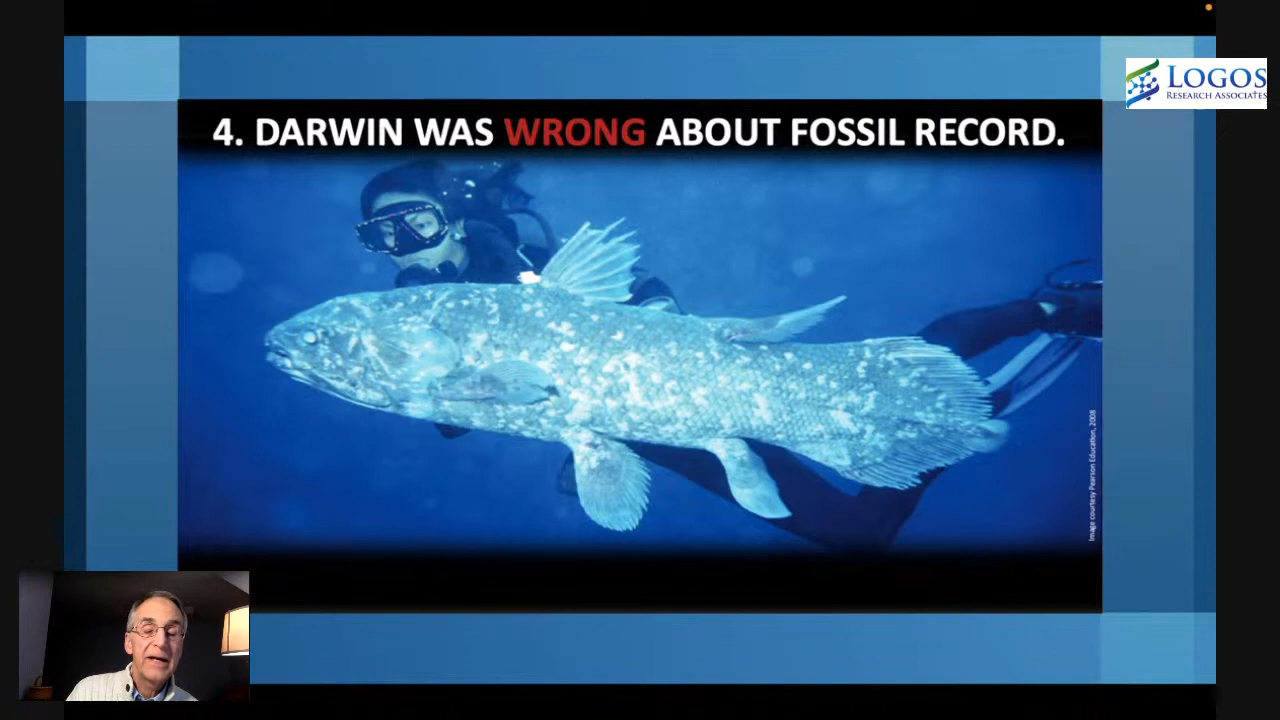 LOGOS
RESEARCH ASSOCIATES
4. DARWIN WAS WRONG ABOUT FOSSIL RECORD.
Image courtesy Pearson Education, 2008